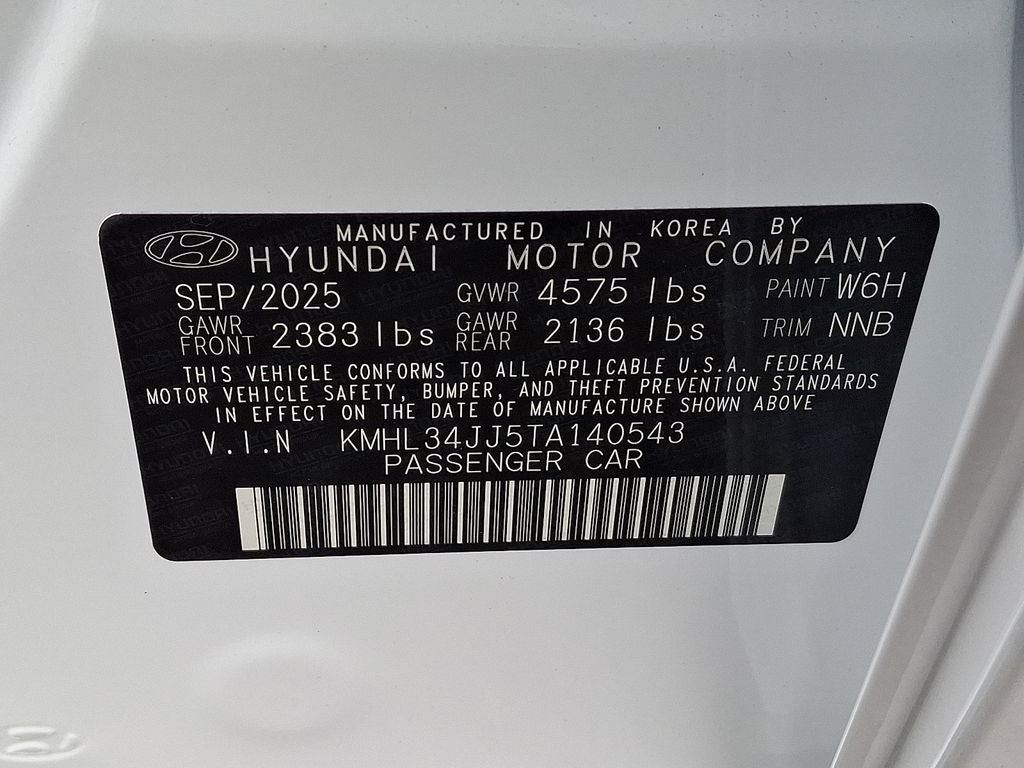 MANUFACTURED IN KOREA BY
HYUNDAI MOTOR COMPANY
SEP/2025 GVWR 4575 lbs PAINT W6H
GAWR FRONT 2383 lbs GAWR REAR 2136 lbs TRIM NNB
THIS VEHICLE CONFORMS TO ALL APPLICABLE U.S.A. FEDERAL
MOTOR VEHICLE SAFETY, BUMPER, AND THEFT PREVENTION STANDARDS
IN EFFECT ON THE DATE OF MANUFACTURE SHOWN ABOVE
V.I.N KMHL34JJ5TA140543
PASSENGER CAR